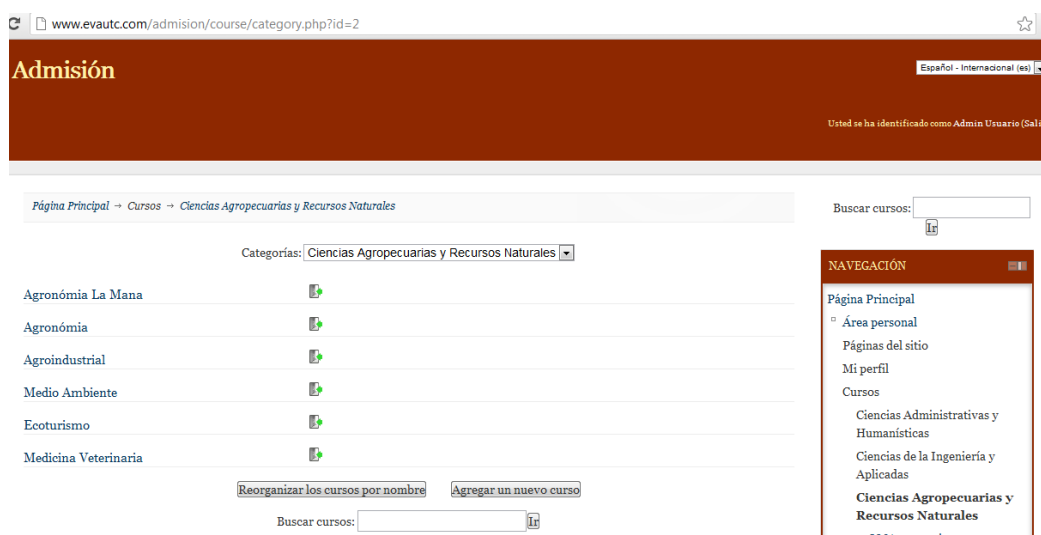 www.evautc.com/admision/course/category.php?id=2
Admisión
Español - Internacional (es)
Usted se ha identificado como Admin Usuario (Sali
Página Principal → Cursos → Ciencias Agropecuarias y Recursos Naturales
Categorías: Ciencias Agropecuarias y Recursos Naturales
Agronómia La Mana
Agronómia
Agroindustrial
Medio Ambiente
Ecoturismo
Medicina Veterinaria
Reorganizar los cursos por nombre Agregar un nuevo curso
Buscar cursos: Ir
Buscar cursos:
Ir
NAVEGACIÓN
Página Principal
Área personal
Páginas del sitio
Mi perfil
Cursos
Ciencias Administrativas y
Humanísticas
Ciencias de la Ingeniería y
Aplicadas
Ciencias Agropecuarias y
Recursos Naturales